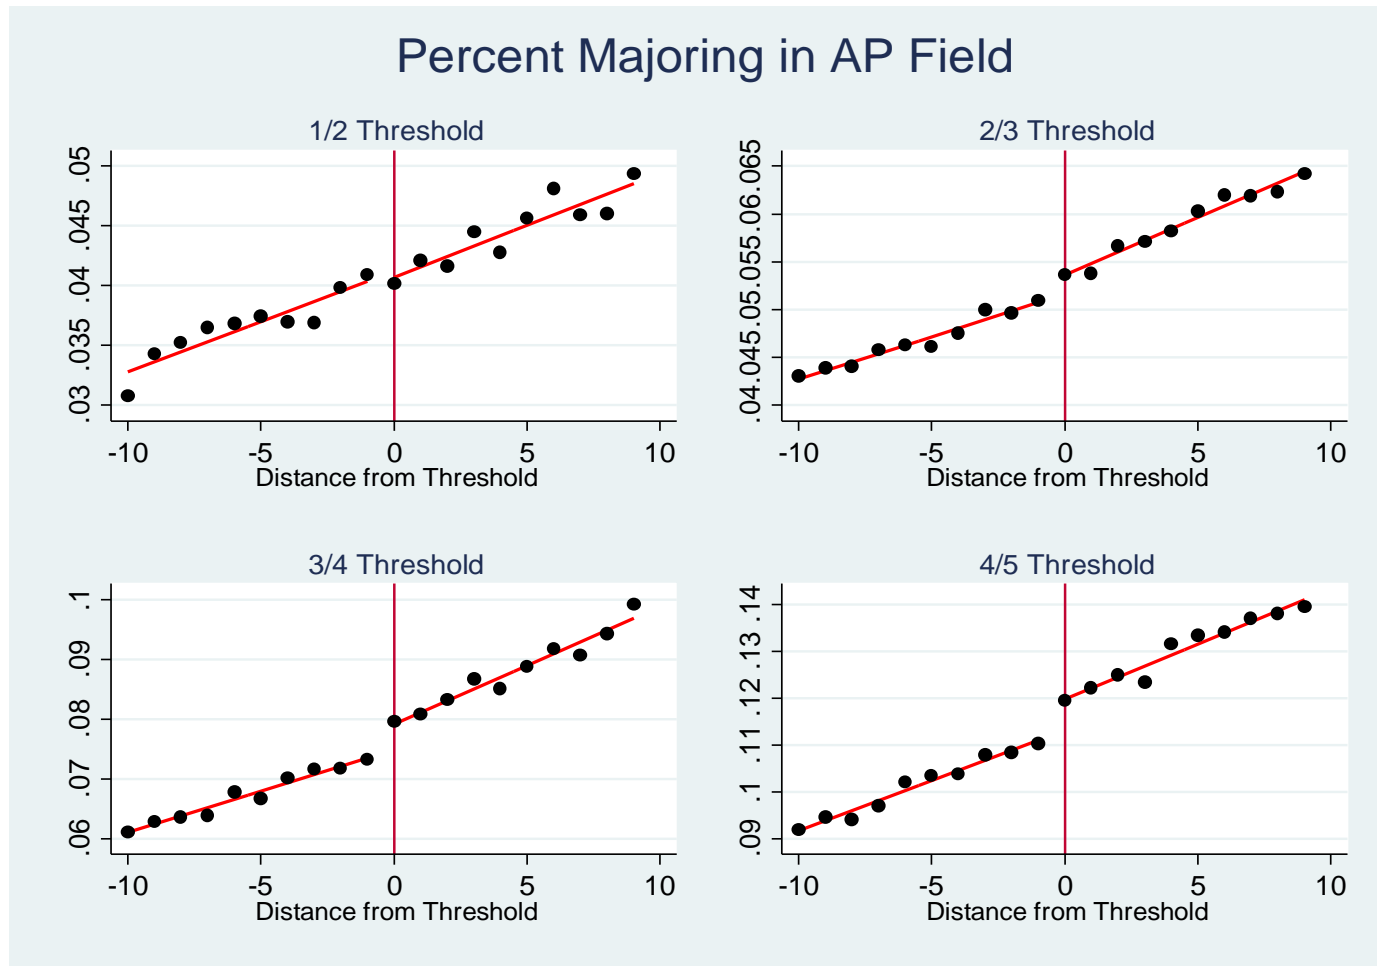 Percent Majoring in AP Field
1/2 Threshold
.05
.045
.04
.035
.03
-10 -5 0 5 10
Distance from Threshold
2/3 Threshold
.065
.06
.055
.05
.045
.04
-10 -5 0 5 10
Distance from Threshold
3/4 Threshold
.1
.09
.08
.07
.06
-10 -5 0 5 10
Distance from Threshold
4/5 Threshold
.14
.13
.12
.11
.1
.09
-10 -5 0 5 10
Distance from Threshold